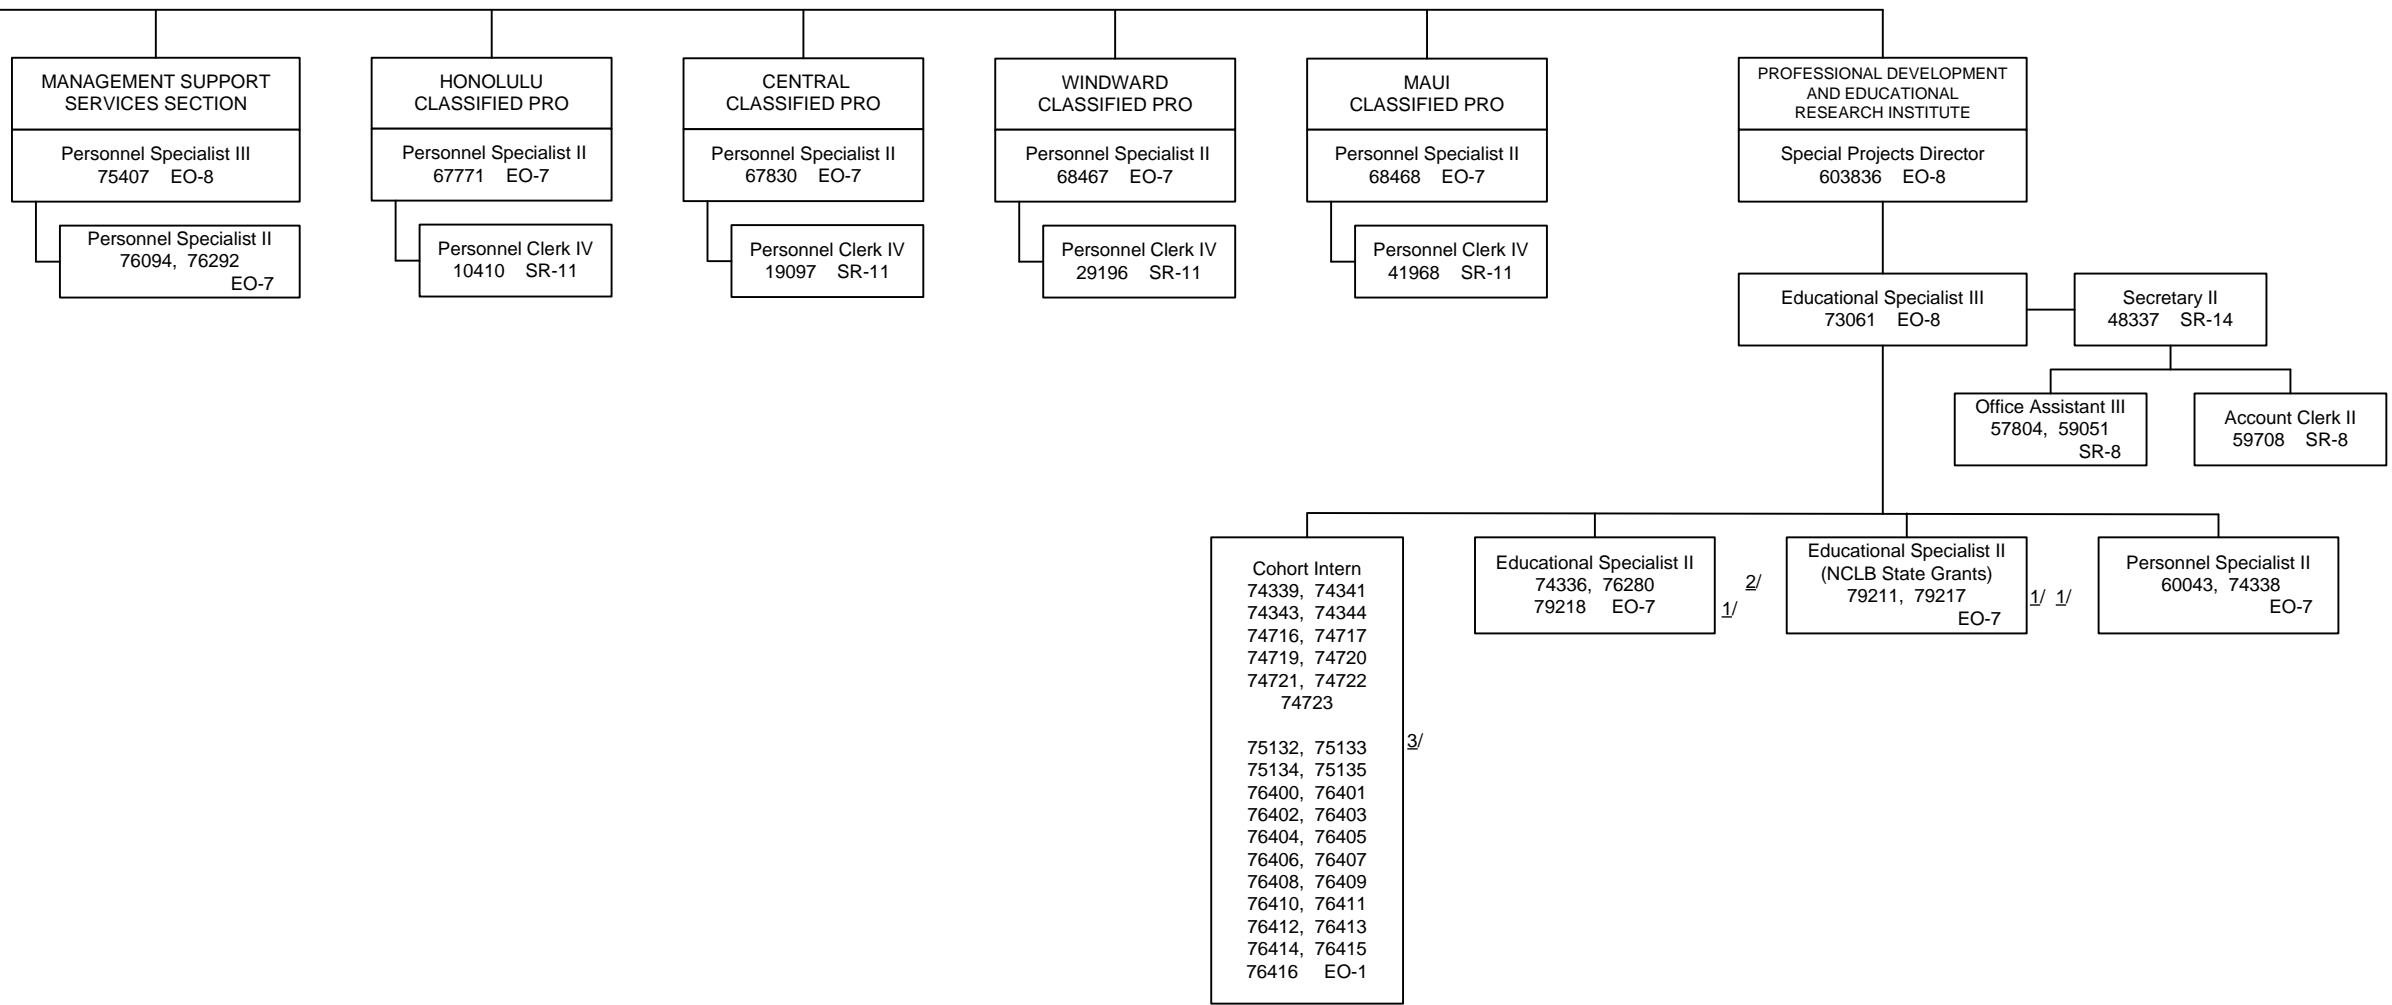 MANAGEMENT SUPPORT
SERVICES SECTION
Personnel Specialist III
75407 EO-8
Personnel Specialist II
76094, 76292
EO-7
HONOLULU
CLASSIFIED PRO
Personnel Specialist II
67771 EO-7
Personnel Clerk IV
10410 SR-11
CENTRAL
CLASSIFIED PRO
Personnel Specialist II
67830 EO-7
Personnel Clerk IV
19097 SR-11
WINDWARD
CLASSIFIED PRO
Personnel Specialist II
68467 EO-7
Personnel Clerk IV
29196 SR-11
MAUI
CLASSIFIED PRO
Personnel Specialist II
68468 EO-7
Personnel Clerk IV
41968 SR-11
PROFESSIONAL DEVELOPMENT
AND EDUCATIONAL
RESEARCH INSTITUTE
Special Projects Director
603836 EO-8
Educational Specialist III
73061 EO-8
Secretary II
48337 SR-14
Office Assistant III
57804, 59051
SR-8
Account Clerk II
59708 SR-8
Cohort Intern
74339, 74341
74343, 74344
74716, 74717
74719, 74720
74721, 74722
74723
75132, 75133
75134, 75135
76400, 76401
76402, 76403
76404, 76405
76406, 76407
76408, 76409
76410, 76411
76412, 76413
76414, 76415
76416 EO-1
3/
Educational Specialist II
74336, 76280
79218 EO-7
2/
1/
Educational Specialist II
(NCLB State Grants)
79211, 79217
EO-7
1/ 1/
Personnel Specialist II
60043, 74338
EO-7